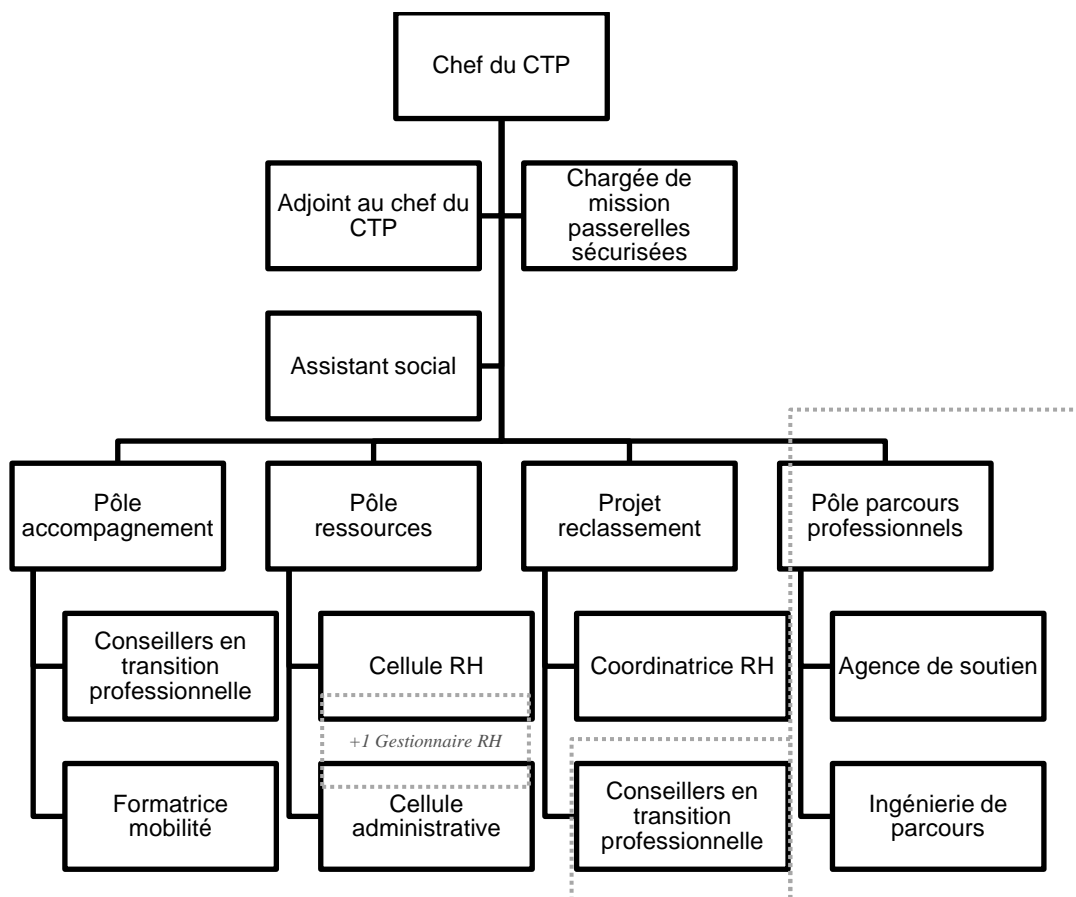 Chef du CTP
Adjoint au chef du
CTP
Chargée de
mission
passerelles
sécurisées
Assistant social
Pôle
accompagnement
Pôle
ressources
Projet
reclassement
Pôle parcours
professionnels
Conseillers en
transition
professionnelle
Cellule RH
Coordinatrice RH
Agence de soutien
+1 Gestionnaire RH
Formatrice
mobilité
Cellule
administrative
Conseillers en
transition
professionnelle
Ingénierie de
parcours